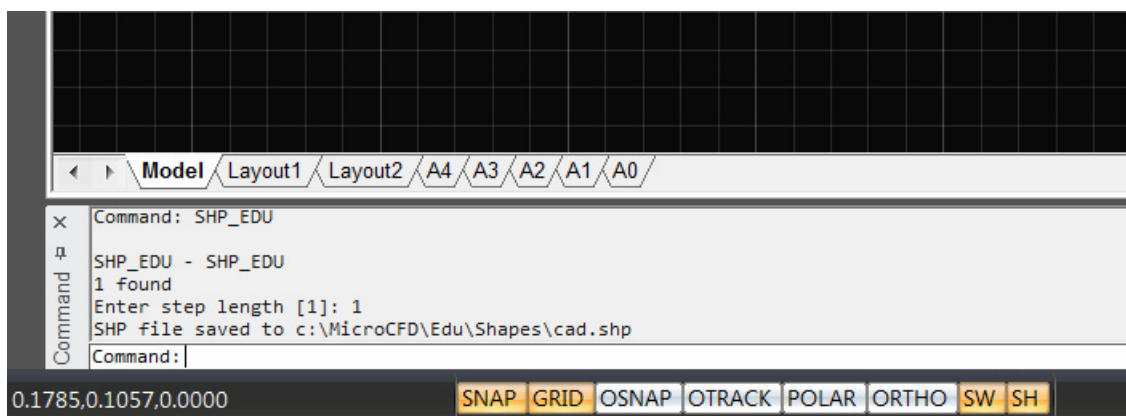 Model Layout1 Layout2 A4 A3 A2 A1 A0
Command: SHP_EDU
SHP_EDU - SHP_EDU
1 found
Enter step length [1]: 1
SHP file saved to c:\MicroCFD\Edu\Shapes\cad.shp
Command:
Command
0.1785,0.1057,0.0000 SNAP GRID OSNAP OTRACK POLAR ORTHO SW SH